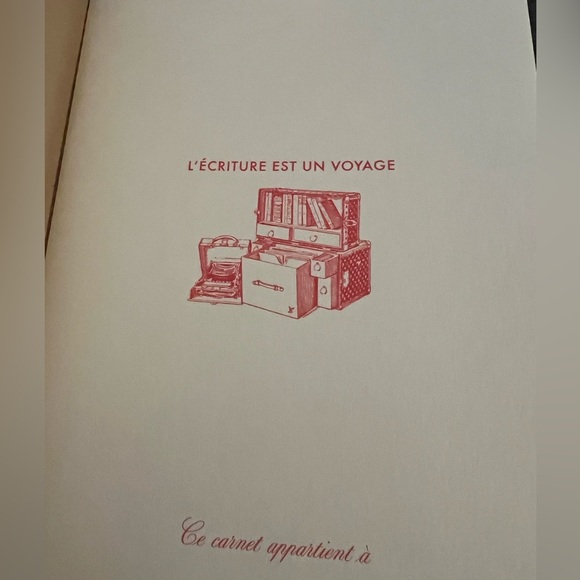 L'ÉCRITURE EST UN VOYAGE
Ce carnet appartient à